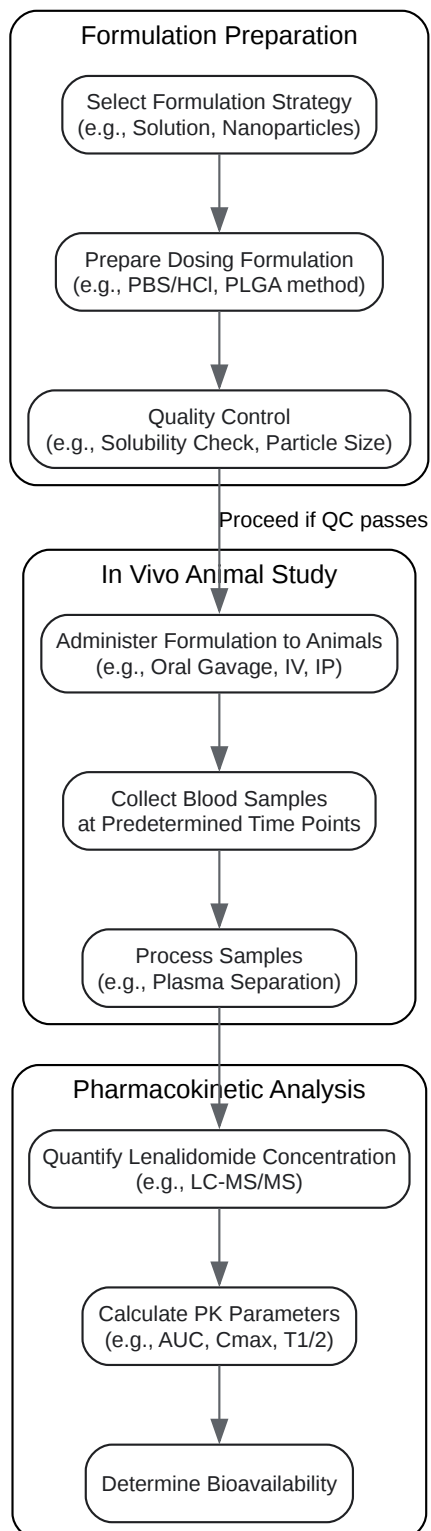 Formulation Preparation
Select Formulation Strategy
(e.g., Solution, Nanoparticles)
Prepare Dosing Formulation
(e.g., PBS/HCl, PLGA method)
Quality Control
(e.g., Solubility Check, Particle Size)
Proceed if QC passes
In Vivo Animal Study
Administer Formulation to Animals
(e.g., Oral Gavage, IV, IP)
Collect Blood Samples
at Predetermined Time Points
Process Samples
(e.g., Plasma Separation)
Pharmacokinetic Analysis
Quantify Lenalidomide Concentration
(e.g., LC-MS/MS)
Calculate PK Parameters
(e.g., AUC, Cmax, T1/2)
Determine Bioavailability